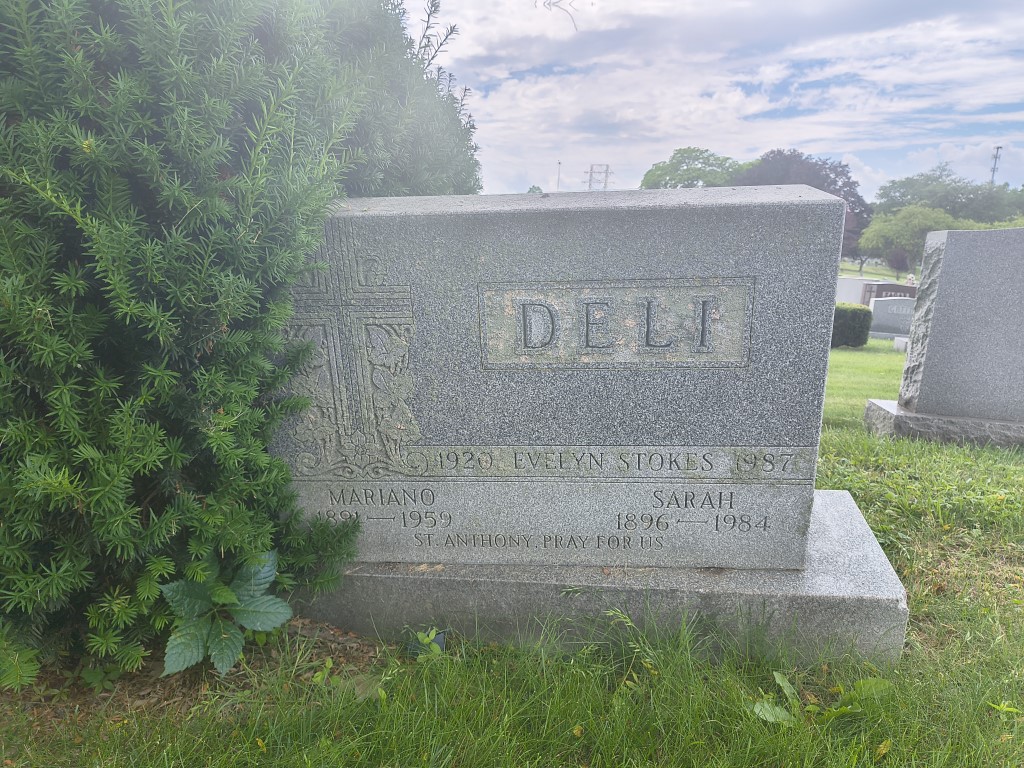 DELI
1920 EVELYN STOKES 1987
MARIANO SARAH
1891—1959 1896—1984
ST. ANTHONY, PRAY FOR US